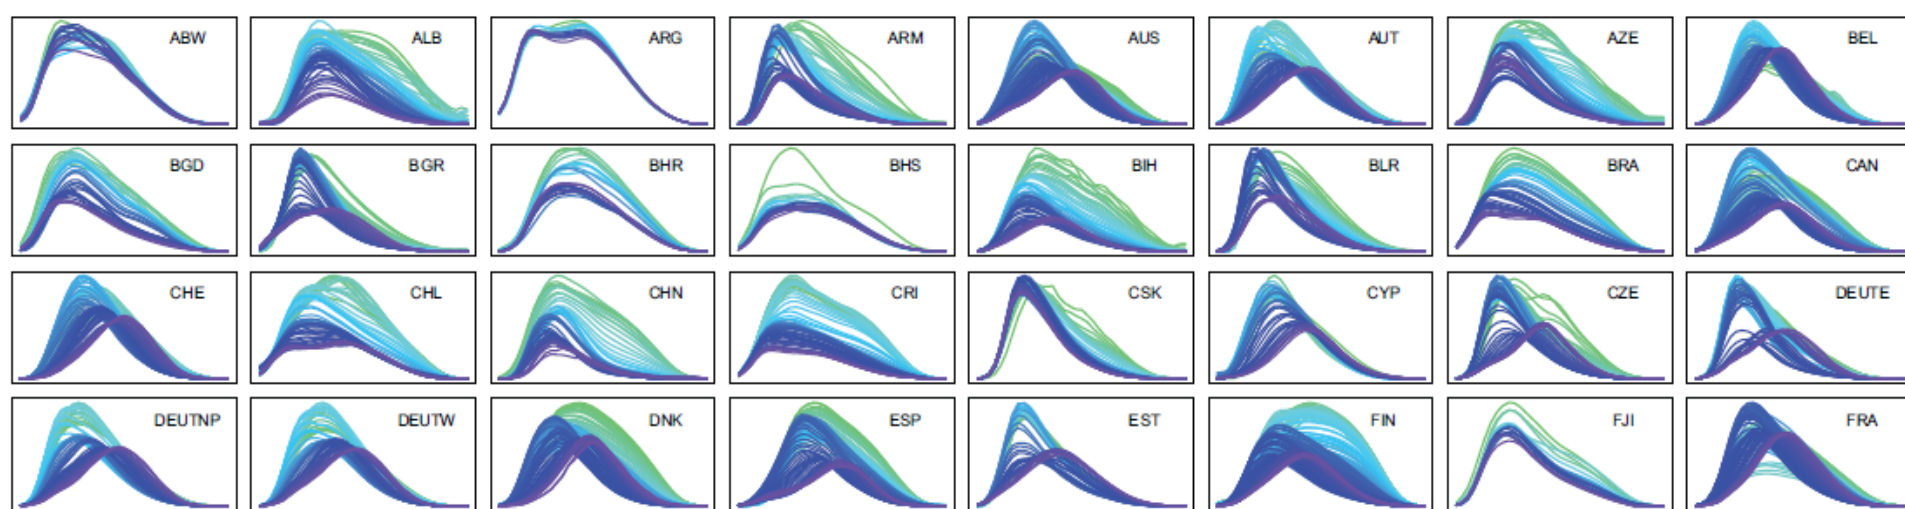 ABW ALB ARG ARM AUS AUT AZE BEL
BGD BGR BHR BHS BIH BLR BRA CAN
CHE CHL CHN CRI CSK CYP CZE DEUTE
DEUTNP DEUTW DNK ESP EST FIN FJI FRA